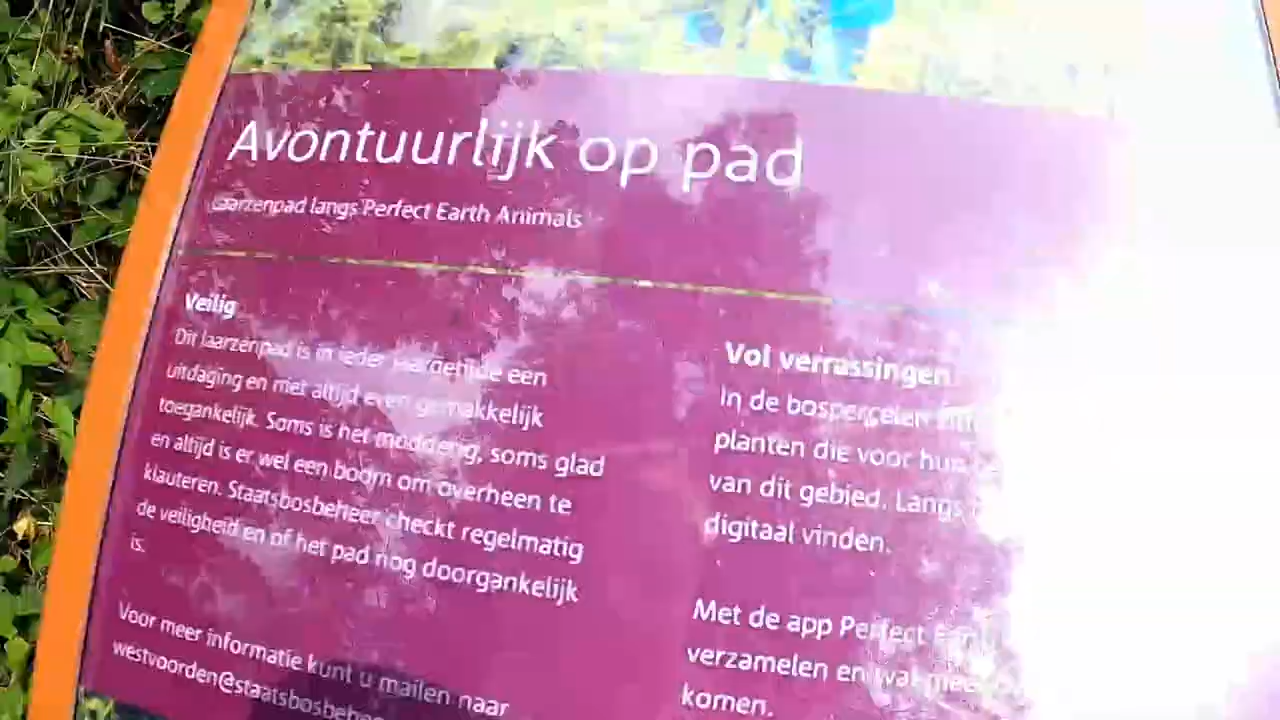 Avontuurlijk op pad
Laarzenpad langs Perfect Earth Animals
Veilig
Dit laarzenpad is in ieder jaargetijde een
uitdaging en niet altijd even gemakkelijk
toegankelijk. Soms is het modderig, soms glad
en altijd is er wel een boom om overheen te
klauteren. Staatsbosbeheer checkt regelmatig
de veiligheid en of het pad nog doorgankelijk
is.
Voor meer informatie kunt u mailen naar
westvoorden@staatsbosbehee
Vol verrassingen
In de bospercelen
planten die voor hun
van dit gebied. Langs
digitaal vinden.
Met de app Perfect
verzamelen en wat meer
komen.